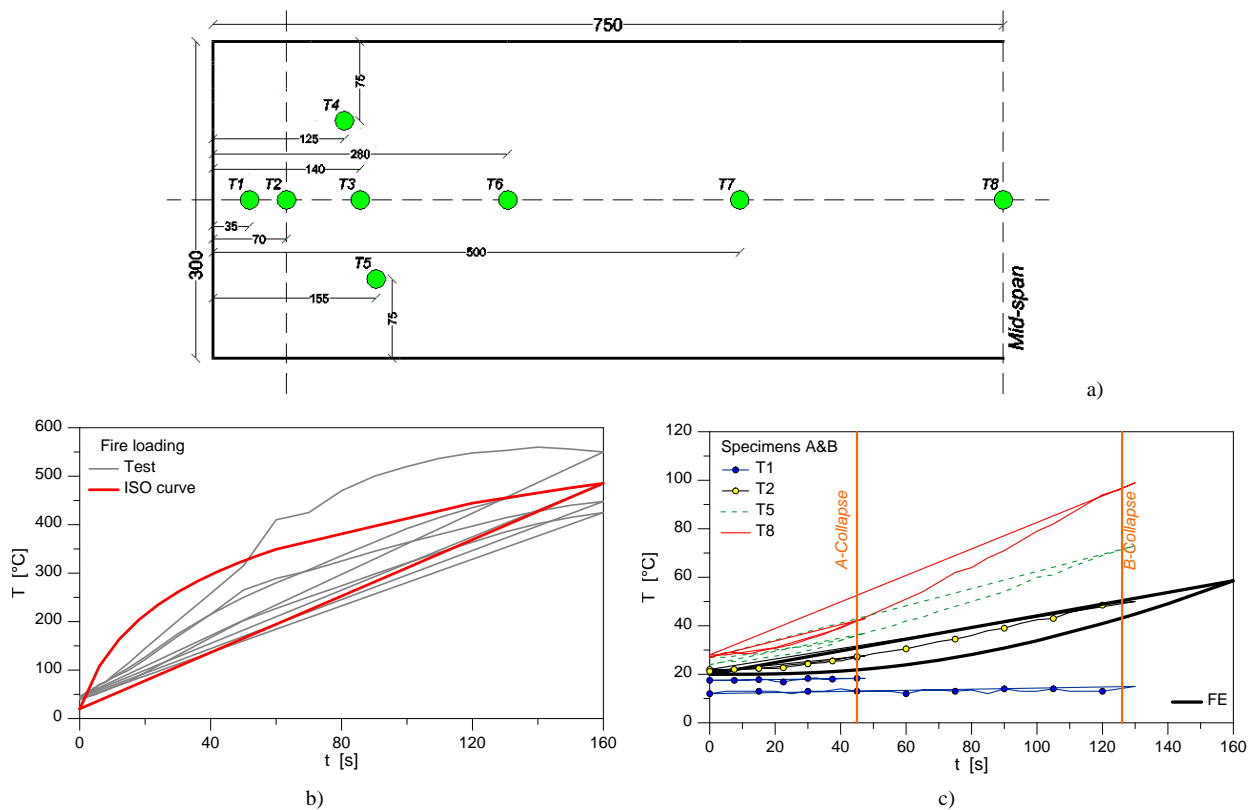 750
300
75
T4
125
280
140
T1
T2
T3
T6
T7
T8
35
70
500
T5
155
75
Mid-span
a)
600
500
400
300
200
100
0
T [°C]
Fire loading
Test
ISO curve
0
40
80
120
160
t [s]
b)
120
100
80
60
40
20
0
T [°C]
Specimens A&B
T1
T2
T5
T8
A-Collapse
B-Collapse
FE
0
20
40
60
80
100
120
140
160
t [s]
c)